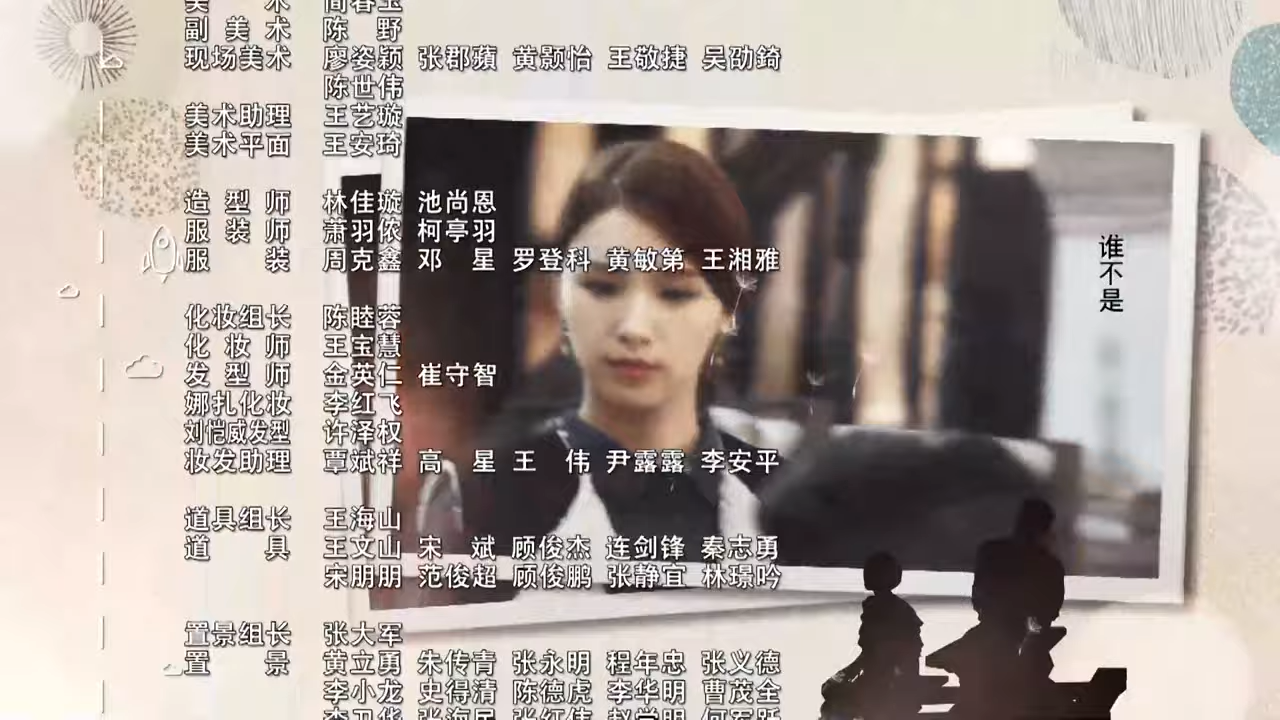 副美术 陈野
现场美术 廖姿颖 张郡蘋 黄颢怡 王敬捷 吴劭錡
陈世伟
美术助理 王艺璇
美术平面 王安琦
造型师 林佳璇 池尚恩
服装师 萧羽侬 柯亭羽
服装 周克鑫 邓星 罗登科 黄敏第 王湘雅
化妆组长 陈睦蓉
化妆师 王宝慧
发型师 金英仁 崔守智
娜扎化妆 李红飞
刘恺威发型 许泽权
妆发助理 覃斌祥 高星 王伟 尹露露 李安平
道具组长 王海山
道具 王文山 宋斌 顾俊杰 连剑锋 秦志勇
宋朋朋 范俊超 顾俊鹏 张静宜 林璟吟
置景组长 张大军
置景 黄立勇 朱传青 张永明 程年忠 张义德
李小龙 史得清 陈德虎 李华明 曹茂全
谁不是